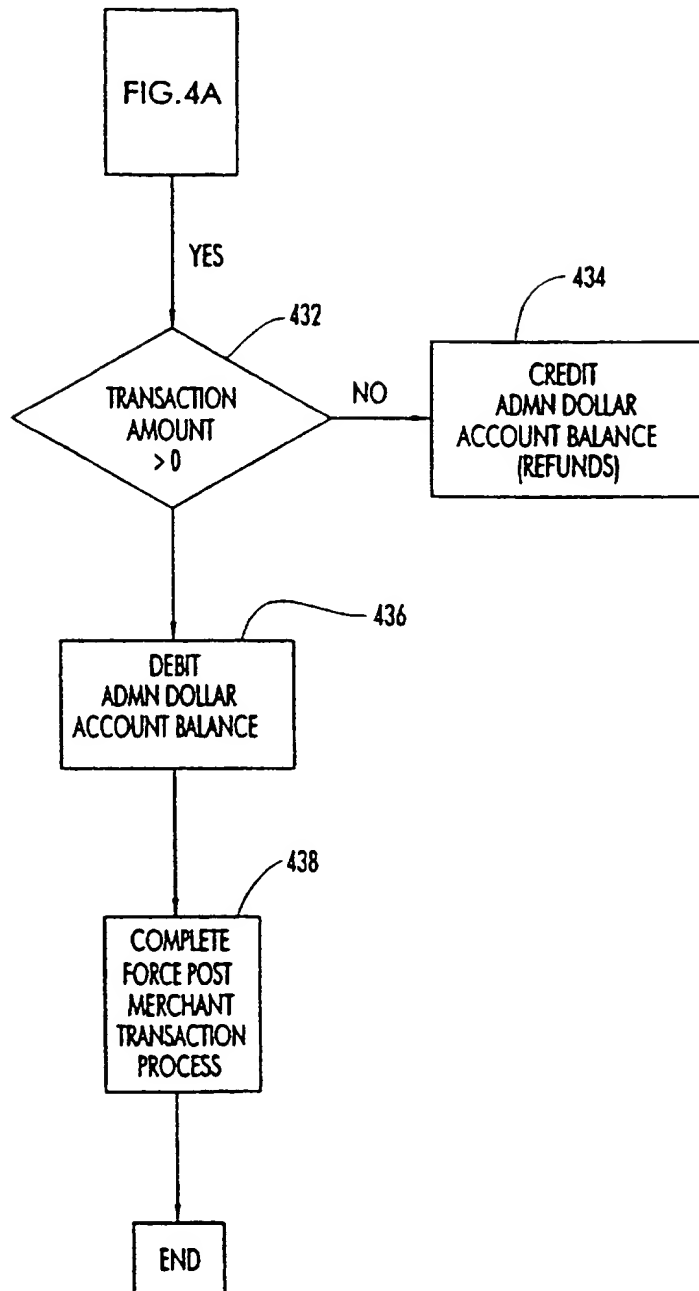 FIG.4A
YES
432
TRANSACTION
AMOUNT
> 0
NO
434
CREDIT
ADMN DOLLAR
ACCOUNT BALANCE
(REFUNDS)
436
DEBIT
ADMN DOLLAR
ACCOUNT BALANCE
438
COMPLETE
FORCE POST
MERCHANT
TRANSACTION
PROCESS
END